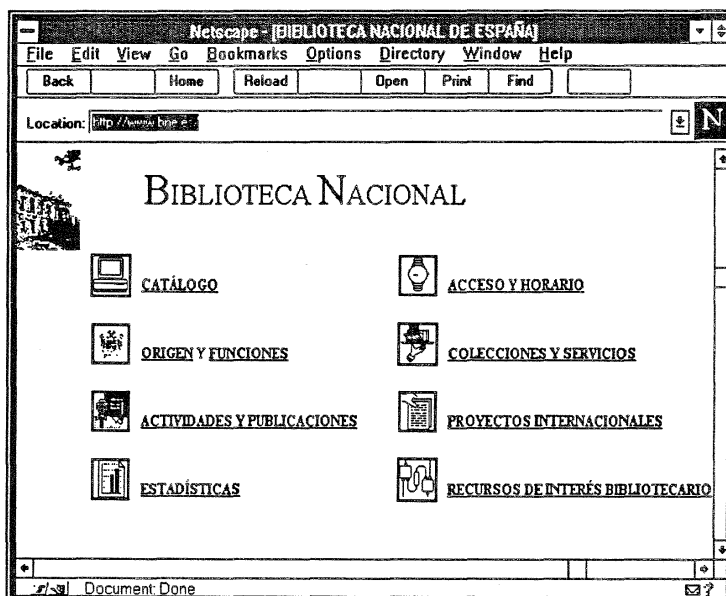 Netscape - [BIBLIOTECA NACIONAL DE ESPAÑA]
File Edit View Go Bookmarks Options Directory Window Help
Back Home Reload Open Print Find
Location: http://www.bne.es/
N
BIBLIOTECA NACIONAL
CATÁLOGO ACCESO Y HORARIO
ORIGEN Y FUNCIONES COLECCIONES Y SERVICIOS
ACTIVIDADES Y PUBLICACIONES PROYECTOS INTERNACIONALES
ESTADÍSTICAS RECURSOS DE INTERÉS BIBLIOTECARIO
Document: Done